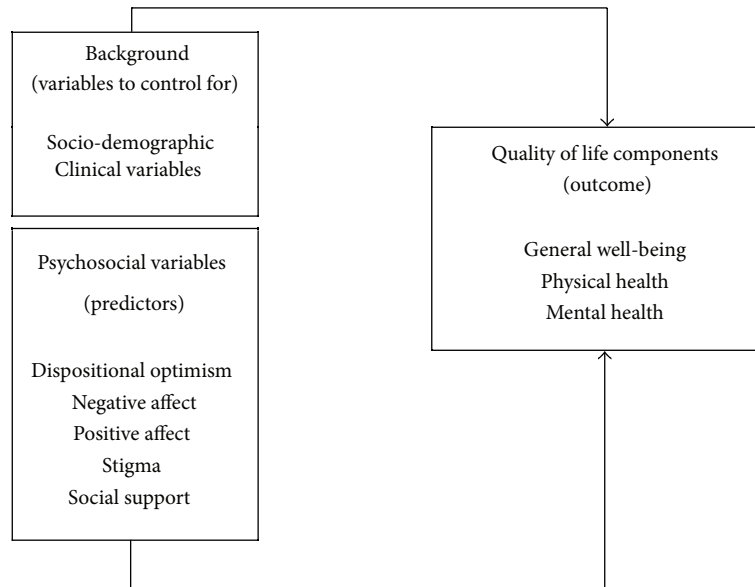 Background
(variables to control for)
Socio-demographic
Clinical variables
Psychosocial variables
(predictors)
Dispositional optimism
Negative affect
Positive affect
Stigma
Social support
Quality of life components
(outcome)
General well-being
Physical health
Mental health